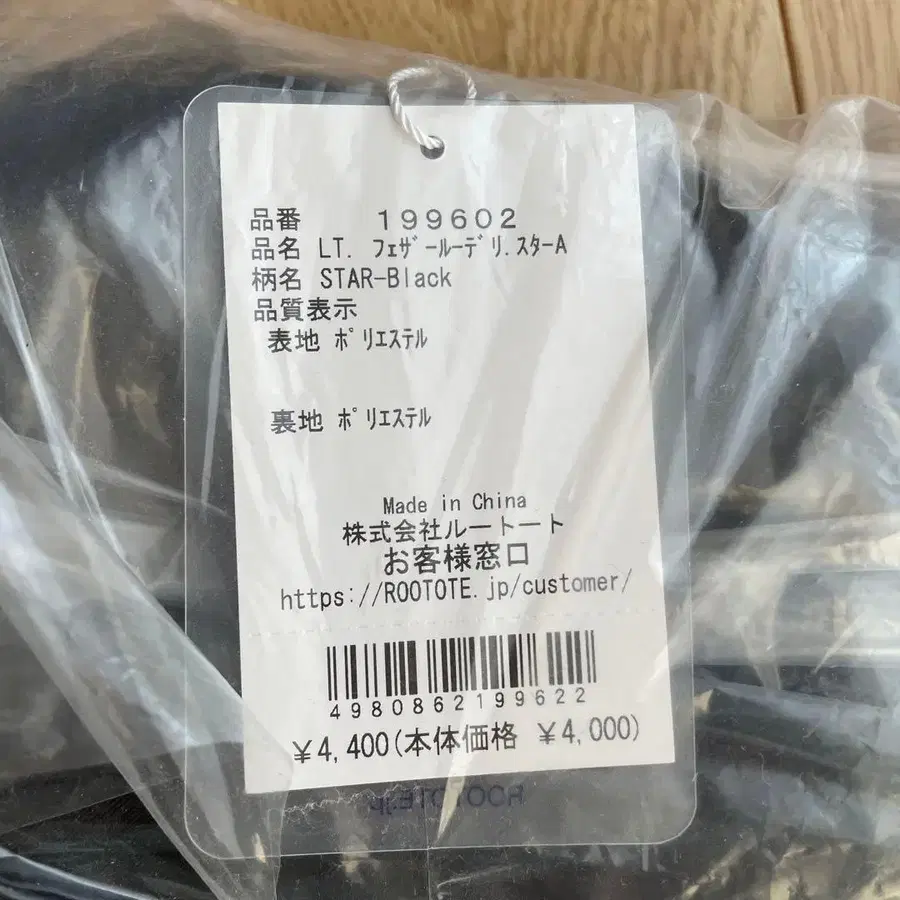 品番 199602
品名 LT. ﾌｪｻﾞｰﾙｰﾃﾞﾘ.ｽﾀｰA
柄名 STAR-Black
品質表示
表地 ﾎﾟﾘｴｽﾃﾙ
裏地 ﾎﾟﾘｴｽﾃﾙ
Made in China
株式会社ルートート
お客様窓口
https://ROOTOTE.jp/customer/
4980862199622
¥4,400(本体価格 ¥4,000)
ROOTOTE.jp